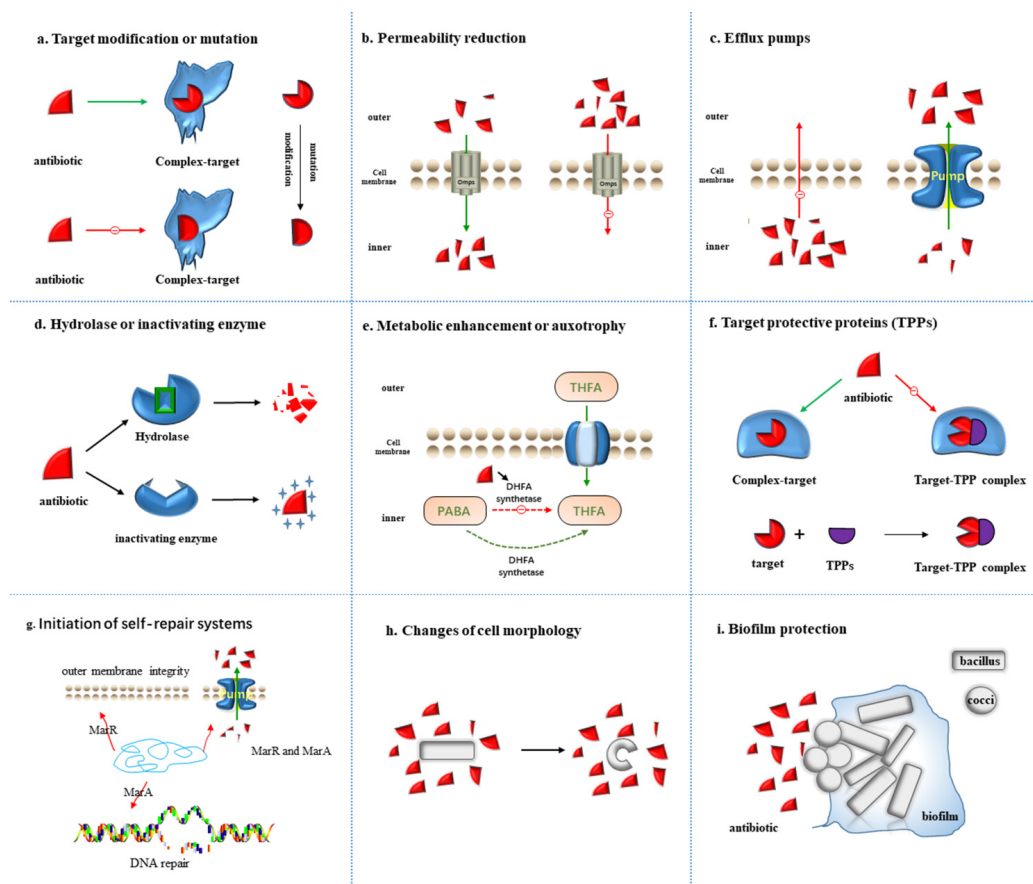 a. Target modification or mutation
antibiotic
Complex-target
mutation
modification
antibiotic
Complex-target
b. Permeability reduction
outer
Cell
membrane
Omps
Omps
inner
c. Efflux pumps
outer
Cell
membrane
Pump
inner
d. Hydrolase or inactivating enzyme
Hydrolase
antibiotic
inactivating enzyme
e. Metabolic enhancement or auxotrophy
outer
THFA
Cell
membrane
DHFA
synthetase
inner
PABA
THFA
DHFA
synthetase
f. Target protective proteins (TPPs)
antibiotic
Complex-target
Target-TPP complex
+
target
TPPs
Target-TPP complex
g. Initiation of self-repair systems
outer membrane integrity
Pump
MarR
MarR and MarA
MarA
DNA repair
h. Changes of cell morphology
i. Biofilm protection
bacillus
cocci
antibiotic
biofilm